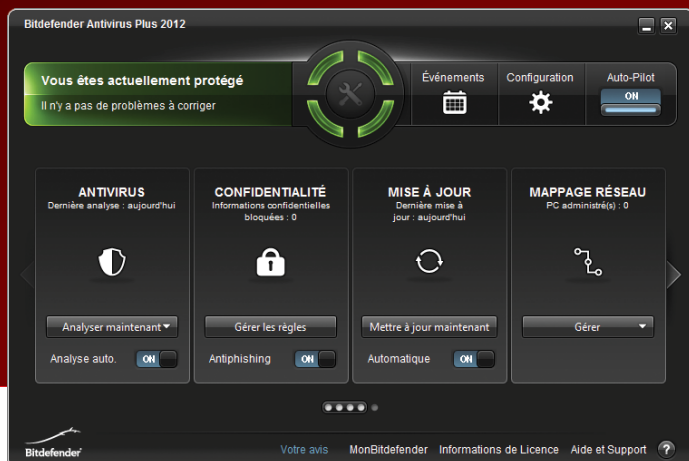 Bitdefender Antivirus Plus 2012
Vous êtes actuellement protégé
Il n'y a pas de problèmes à corriger
Événements
Configuration
Auto-Pilot
ON
ANTIVIRUS
Dernière analyse : aujourd'hui
Analyser maintenant
Analyse auto.
ON
CONFIDENTIALITÉ
Informations confidentielles
bloquées : 0
Gérer les règles
Antiphishing
ON
MISE À JOUR
Dernière mise à
jour : aujourd'hui
Mettre à jour maintenant
Automatique
ON
MAPPAGE RÉSEAU
PC administré(s) : 0
Gérer
Bitdefender
Votre avis
MonBitdefender
Informations de Licence
Aide et Support
?